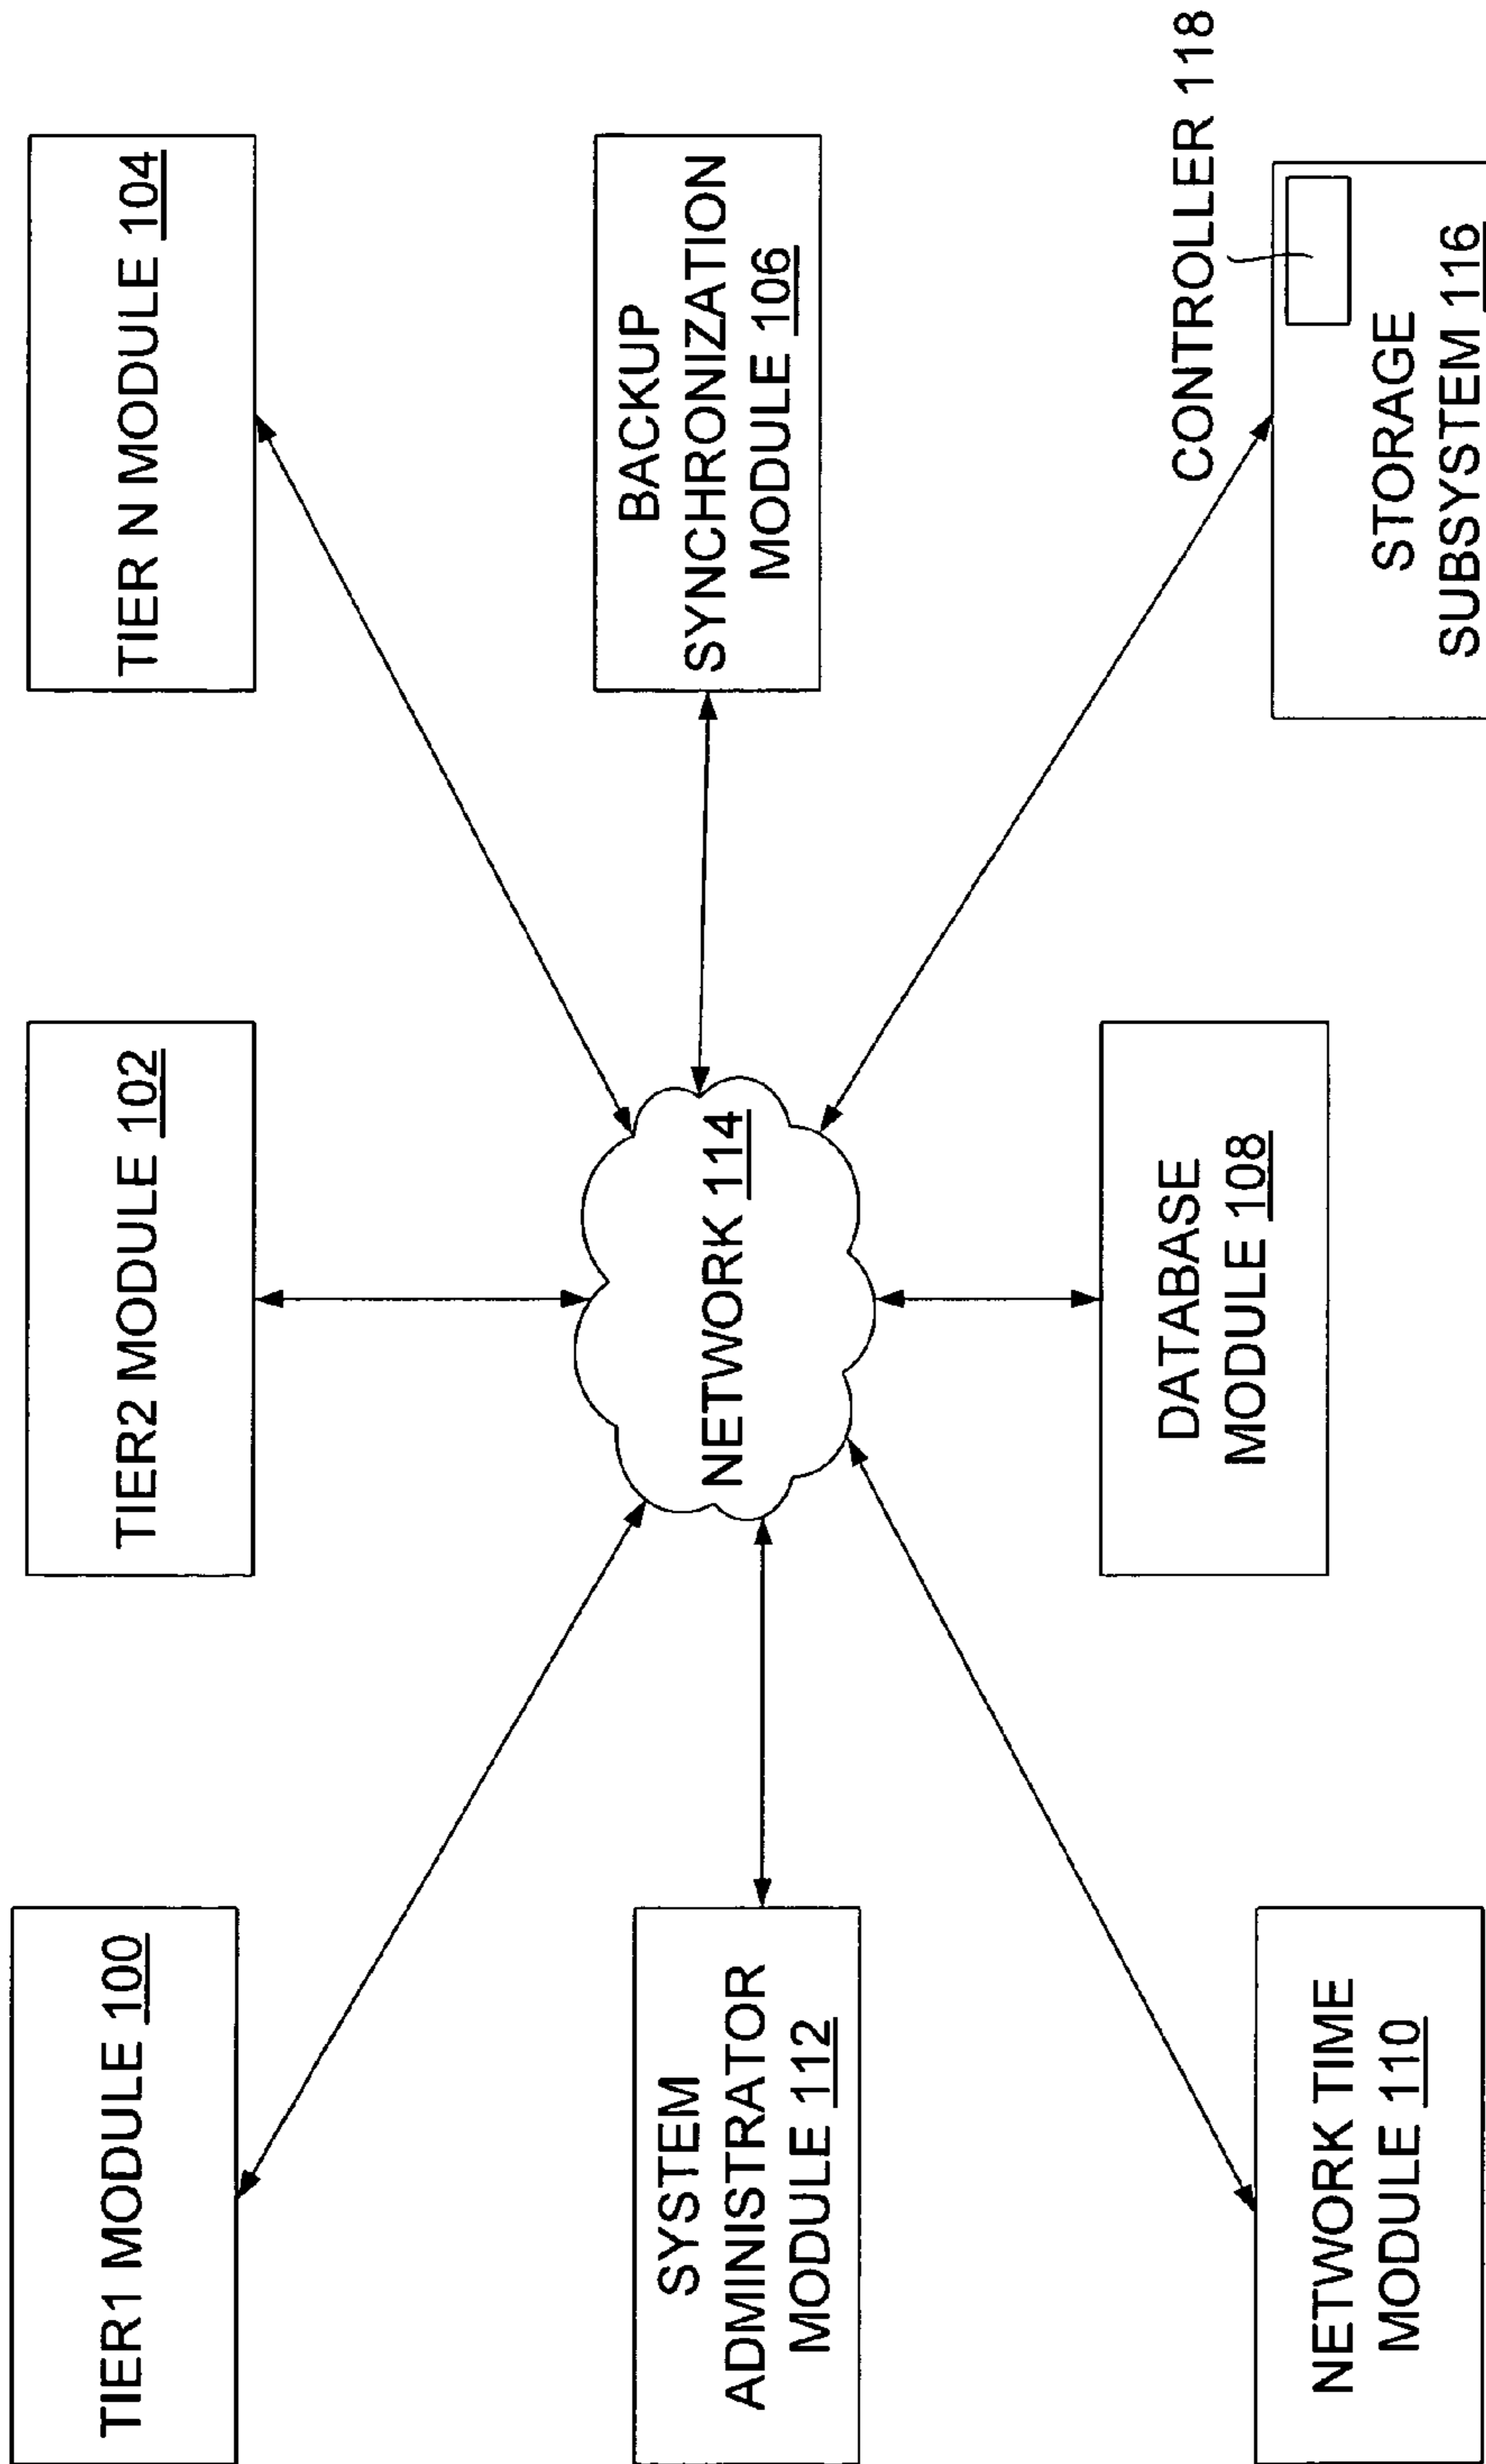 TIER1 MODULE 100
TIER2 MODULE 102
TIER N MODULE 104
SYSTEM
ADMINISTRATOR
MODULE 112
NETWORK 114
BACKUP
SYNCHRONIZATION
MODULE 106
NETWORK TIME
MODULE 110
DATABASE
MODULE 108
CONTROLLER 118
STORAGE
SUBSYSTEM 116